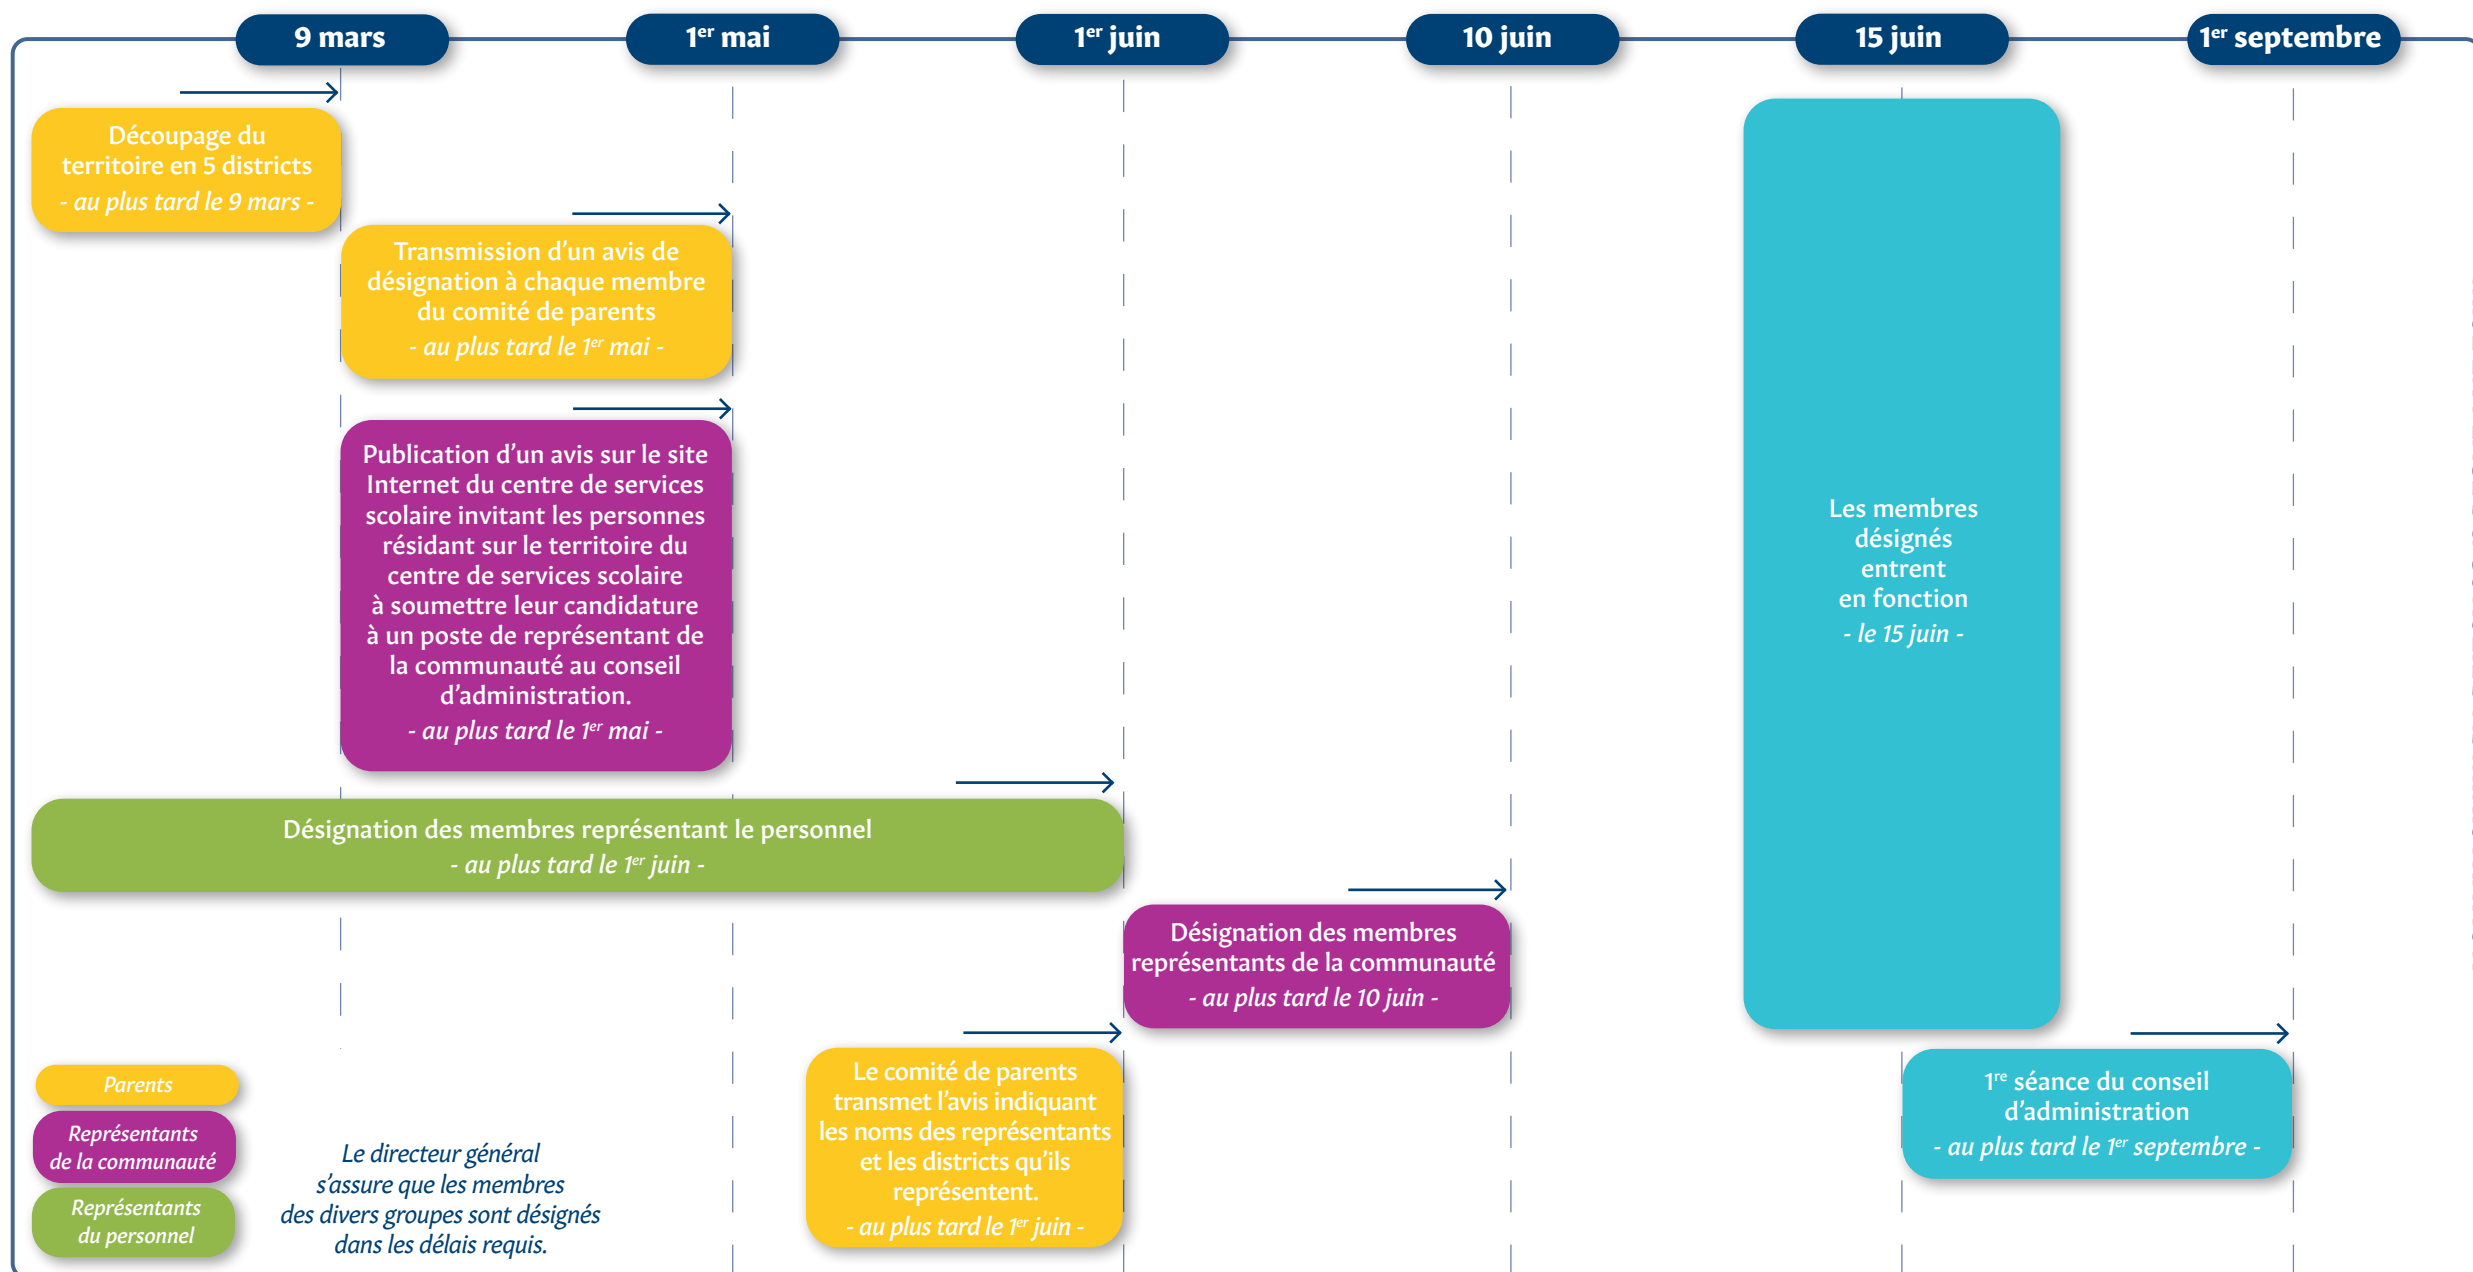 9 mars
1er mai
1er juin
10 juin
15 juin
1er septembre
Découpage du
territoire en 5 districts
- au plus tard le 9 mars -
Transmission d'un avis de
désignation à chaque membre
du comité de parents
- au plus tard le 1er mai -
Publication d'un avis sur le site
Internet du centre de services
scolaire invitant les personnes
résidant sur le territoire du
centre de services scolaire
à soumettre leur candidature
à un poste de représentant de
la communauté au conseil
d'administration.
- au plus tard le 1er mai -
Désignation des membres représentant le personnel
- au plus tard le 1er juin -
Désignation des membres
représentants de la communauté
- au plus tard le 10 juin -
Le comité de parents
transmet l'avis indiquant
les noms des représentants
et les districts qu'ils
représentent.
- au plus tard le 1er juin -
Les membres
désignés
entrent
en fonction
- le 15 juin -
1re séance du conseil
d'administration
- au plus tard le 1er septembre -
Parents
Représentants
de la communauté
Représentants
du personnel
Le directeur général
s'assure que les membres
des divers groupes sont désignés
dans les délais requis.